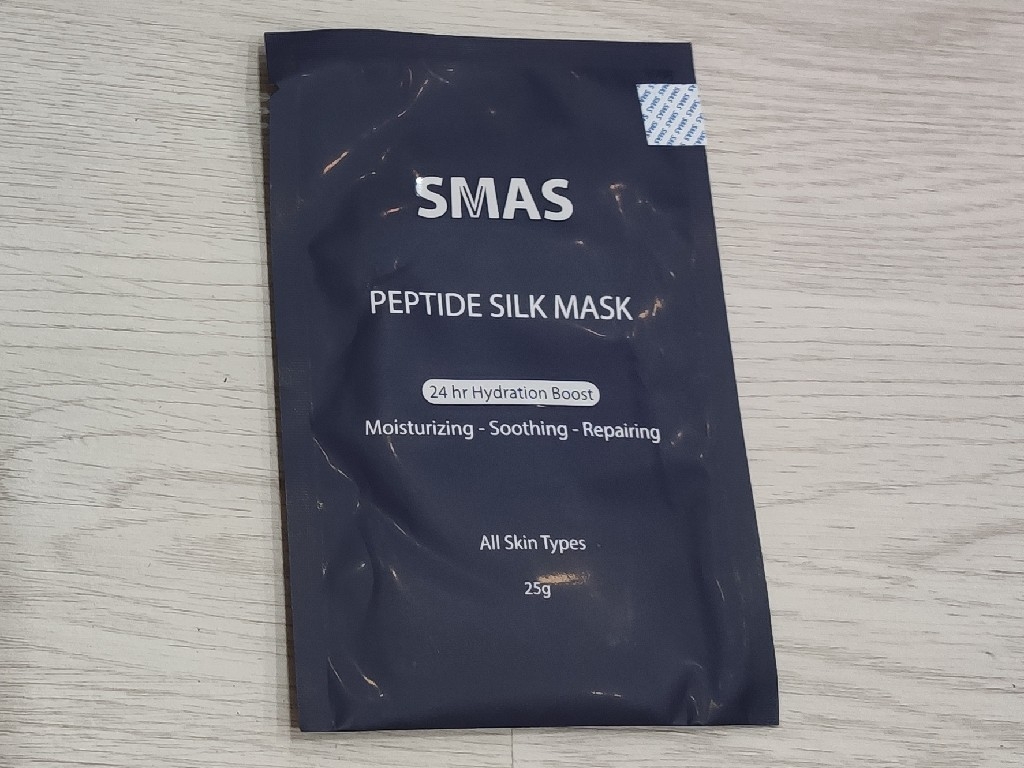 SMAS
PEPTIDE SILK MASK
24 hr Hydration Boost
Moisturizing - Soothing - Repairing
All Skin Types
25g